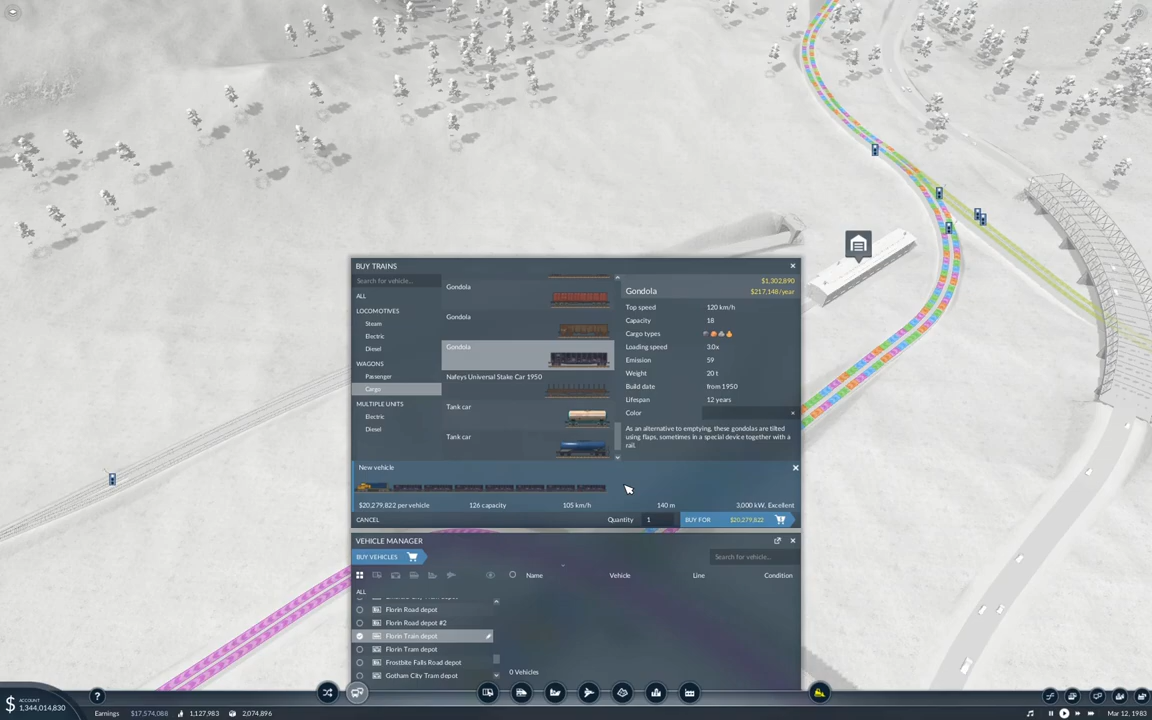 BUY TRAINS
Search for vehicle...
ALL
LOCOMOTIVES
Steam
Electric
Diesel
WAGONS
Passenger
Cargo
MULTIPLE UNITS
Electric
Diesel
Gondola
Gondola
Gondola
Nafeys Universal Stake Car 1950
Tank car
Tank car
$1,302,890
Gondola
$217,148/year
Top speed 120 km/h
Capacity 18
Cargo types
Loading speed 3.0x
Emission 59
Weight 20 t
Build date from 1950
Lifespan 12 years
Color
As an alternative to emptying, these gondolas are tilted
using flaps, sometimes in a special device together with a
rail.
New vehicle
$20,279,822 per vehicle 126 capacity 105 km/h 140 m 3,000 kW, Excellent
CANCEL Quantity 1 BUY FOR $20,279,822
VEHICLE MANAGER
BUY VEHICLES Search for vehicle...
Name Vehicle Line Condition
ALL
Florin Road depot
Florin Road depot #2
Florin Train depot
Florin Tram depot
Frostbite Falls Road depot
Gotham City Tram depot
0 Vehicles
$ ACCOUNT
1,344,014,830
?
Earnings $17,574,088 1,127,983 2,074,896
Mar 12, 1983